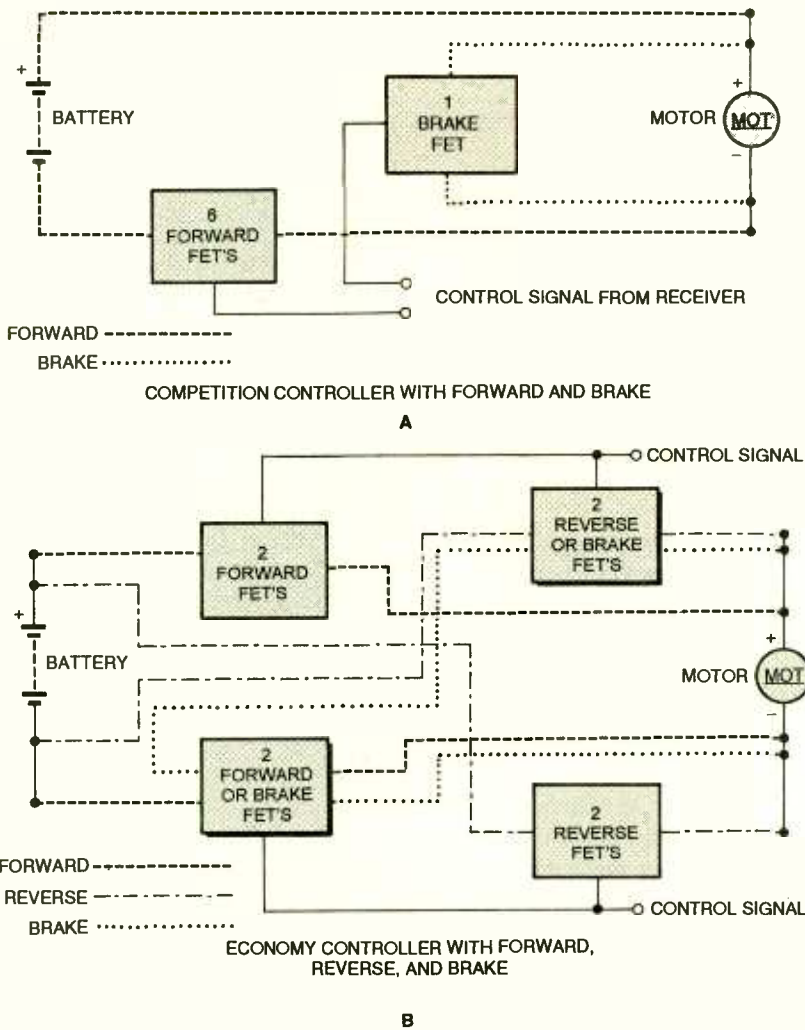 +
BATTERY
1
BRAKE
FET
MOTOR
+
MOT
–
6
FORWARD
FET'S
CONTROL SIGNAL FROM RECEIVER
FORWARD
BRAKE
COMPETITION CONTROLLER WITH FORWARD AND BRAKE
A
CONTROL SIGNAL
2
FORWARD
FET'S
2
REVERSE
OR BRAKE
FET'S
+
BATTERY
+
MOTOR
MOT
–
2
FORWARD
OR BRAKE
FET'S
2
REVERSE
FET'S
FORWARD
REVERSE
BRAKE
CONTROL SIGNAL
ECONOMY CONTROLLER WITH FORWARD,
REVERSE, AND BRAKE
B